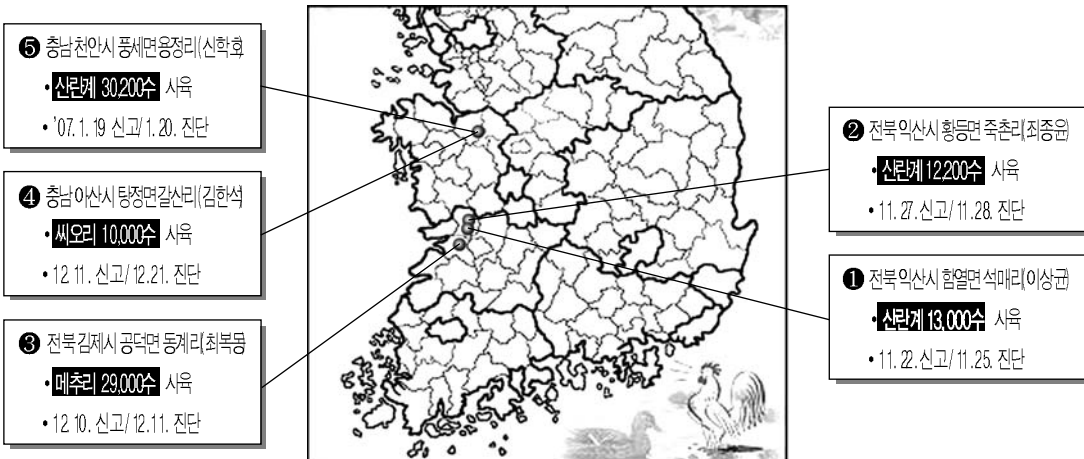 ❺ 충남 천안시 풍세면 용정리(신학호)
• 산란계 30,200수 사육
• '07. 1. 19 신고/ 1. 20. 진단
❹ 충남 아산시 탕정면 갈산리(김한석
• 씨오리 10,000수 사육
• 12. 11. 신고/ 12.21. 진단
❸ 전북 김제시 공덕면 동계리(최복
• 메추리 29,000수 사육
• 12. 10. 신고/ 12.11. 진단
❷ 전북 익산시 황등면 죽촌리(최종윤)
• 산란계 12,200수 사육
• 11. 27. 신고/ 11.28. 진단
❶ 전북 익산시 함열면 석매리(이상균)
• 산란계 13,000수 사육
• 11. 22. 신고/ 11.25. 진단